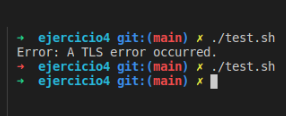 ➜ ejercicio4 git:(main) ✗ ./test.sh
Error: A TLS error occurred.
➜ ejercicio4 git:(main) ✗ ./test.sh
➜ ejercicio4 git:(main) ✗